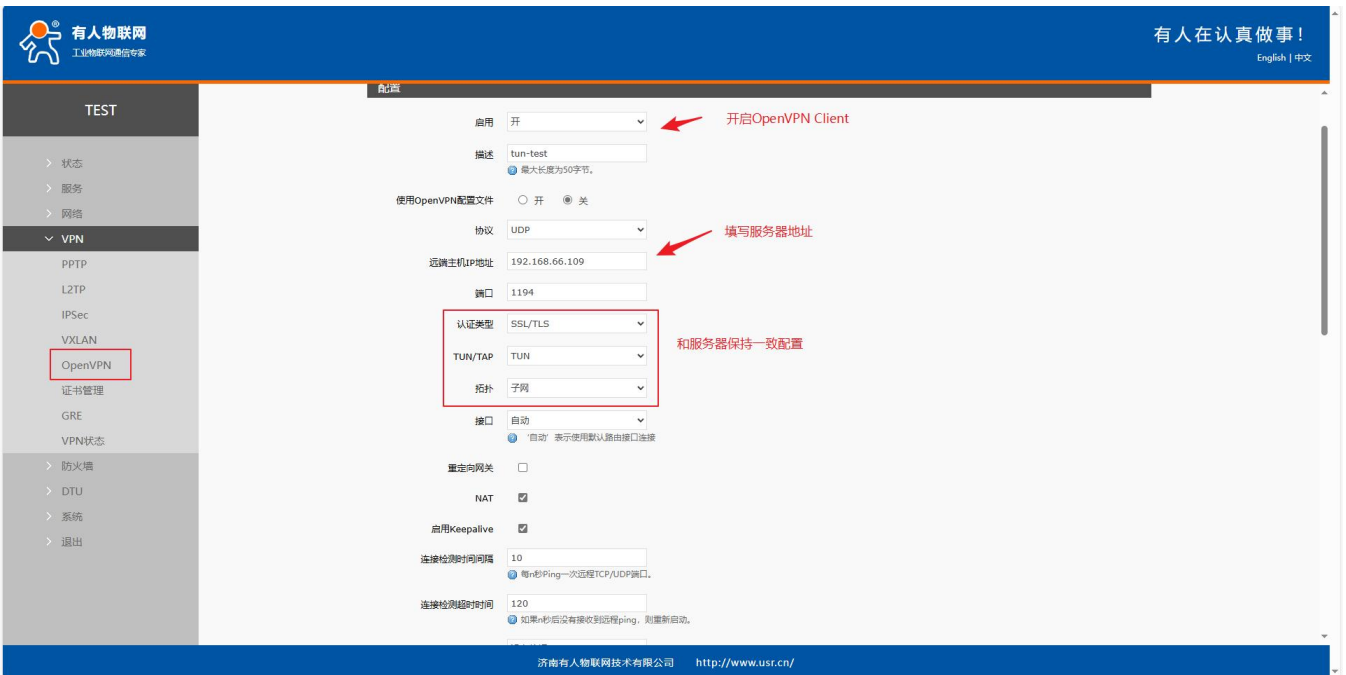 有人物联网
工业物联网通信专家
有人在认真做事!
English | 中文
TEST
状态
服务
网络
VPN
PPTP
L2TP
IPSec
VXLAN
OpenVPN
证书管理
GRE
VPN状态
防火墙
DTU
系统
退出
配置
启用 开
开启OpenVPN Client
描述 tun-test
最大长度为50字节。
使用OpenVPN配置文件 开 关
协议 UDP
填写服务器地址
远端主机IP地址 192.168.66.109
端口 1194
认证类型 SSL/TLS
和服务器保持一致配置
TUN/TAP TUN
拓扑 子网
接口 自动
'自动' 表示使用默认路由接口连接
重定向网关
NAT
启用Keepalive
连接检测时间间隔 10
每n秒Ping一次远程TCP/UDP端口。
连接检测超时时间 120
如果n秒后没有接收到远程ping，则重新启动。
济南有人物联网技术有限公司 http://www.usr.cn/